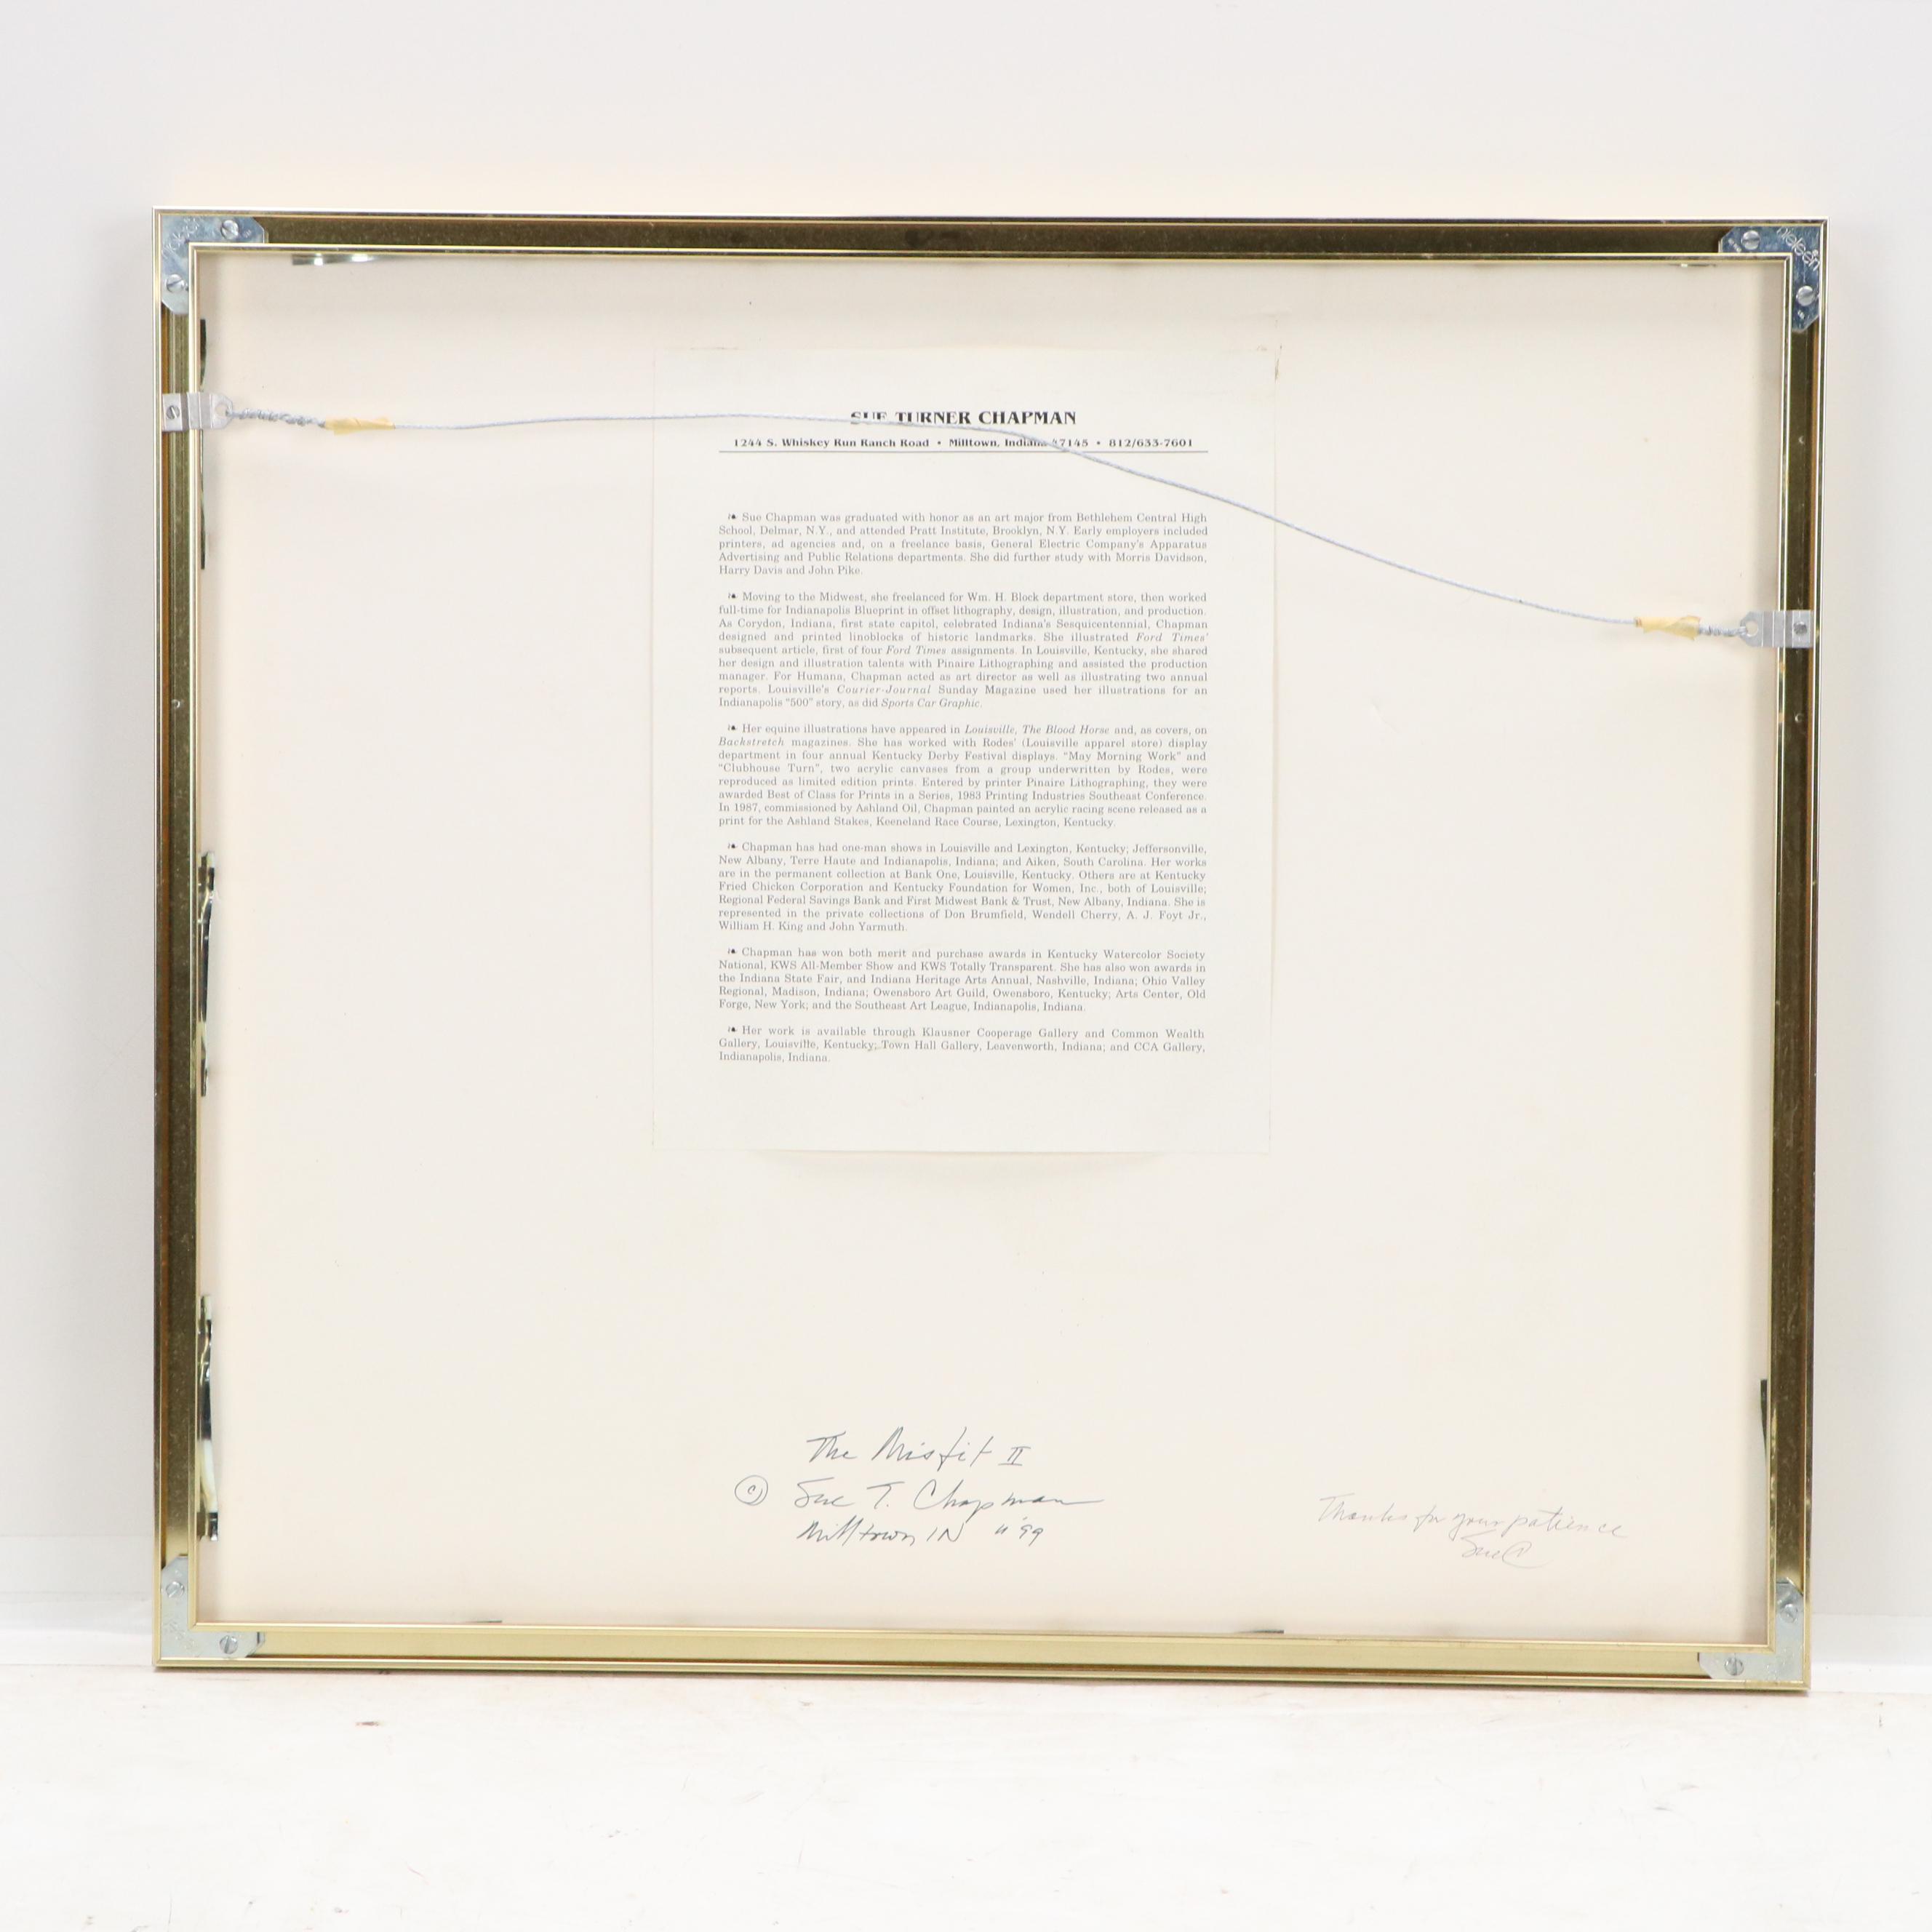 nielsen
SUE TURNER CHAPMAN
1244 S. Whiskey Run Ranch Road • Milltown, Indiana 47145 • 812/633-7601
Sue Chapman was graduated with honor as an art major from Bethlehem Central High
School, Delmar, N.Y., and attended Pratt Institute, Brooklyn, N.Y. Early employers included
printers, ad agencies and, on a freelance basis, General Electric Company's Apparatus
Advertising and Public Relations departments. She did further study with Morris Davidson,
Harry Davis and John Pike.
Moving to the Midwest, she freelanced for Wm. H. Block department store, then worked
full-time for Indianapolis Blueprint in offset lithography, design, illustration, and production.
As Corydon, Indiana, first state capitol, celebrated Indiana's Sesquicentennial, Chapman
designed and printed linoblocks of historic landmarks. She illustrated Ford Times'
subsequent article, first of four Ford Times assignments. In Louisville, Kentucky, she shared
her design and illustration talents with Pinaire Lithographing and assisted the production
manager. For Humana, Chapman acted as art director as well as illustrating two annual
reports. Louisville's Courier-Journal Sunday Magazine used her illustrations for an
Indianapolis "500" story, as did Sports Car Graphic.
Her equine illustrations have appeared in Louisville, The Blood Horse and, as covers, on
Backstretch magazines. She has worked with Rodes' (Louisville apparel store) display
department in four annual Kentucky Derby Festival displays. "May Morning Work" and
"Clubhouse Turn", two acrylic canvases from a group underwritten by Rodes, were
reproduced as limited edition prints. Entered by printer Pinaire Lithographing, they were
awarded Best of Class for Prints in a Series, 1983 Printing Industries Southeast Conference.
In 1987, commissioned by Ashland Oil, Chapman painted an acrylic racing scene released as a
print for the Ashland Stakes, Keeneland Race Course, Lexington, Kentucky.
Chapman has had one-man shows in Louisville and Lexington, Kentucky; Jeffersonville,
New Albany, Terre Haute and Indianapolis, Indiana; and Aiken, South Carolina. Her works
are in the permanent collection at Bank One, Louisville, Kentucky. Others are at Kentucky
Fried Chicken Corporation and Kentucky Foundation for Women, Inc., both of Louisville;
Regional Federal Savings Bank and First Midwest Bank & Trust, New Albany, Indiana. She is
represented in the private collections of Don Brumfield, Wendell Cherry, A. J. Foyt Jr.,
William H. King and John Yarmuth.
Chapman has won both merit and purchase awards in Kentucky Watercolor Society
National, KWS All-Member Show and KWS Totally Transparent. She has also won awards in
the Indiana State Fair, and Indiana Heritage Arts Annual, Nashville, Indiana; Ohio Valley
Regional, Madison, Indiana; Owensboro Art Guild, Owensboro, Kentucky; Arts Center, Old
Forge, New York; and the Southeast Art League, Indianapolis, Indiana.
Her work is available through Klausner Cooperage Gallery and Common Wealth
Gallery, Louisville, Kentucky; Town Hall Gallery, Leavenworth, Indiana; and CCA Gallery,
Indianapolis, Indiana.
The Misfit II
© Sue T. Chapman
Milltown IN 11 '99
Thanks for your patience
Sue C